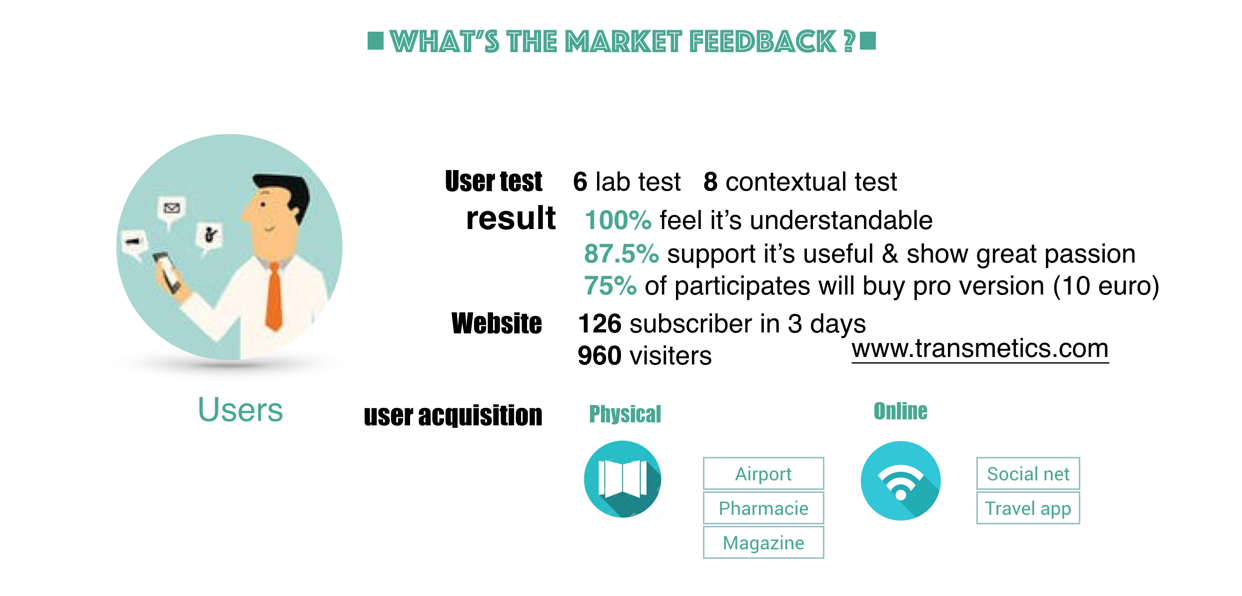 WHAT'S THE MARKET FEEDBACK ?
User test 6 lab test 8 contextual test
result 100% feel it's understandable
87.5% support it's useful & show great passion
75% of participates will buy pro version (10 euro)
Website 126 subscriber in 3 days
960 visiters www.transmetics.com
Users
user acquisition Physical Online
Airport Social net
Pharmacie Travel app
Magazine